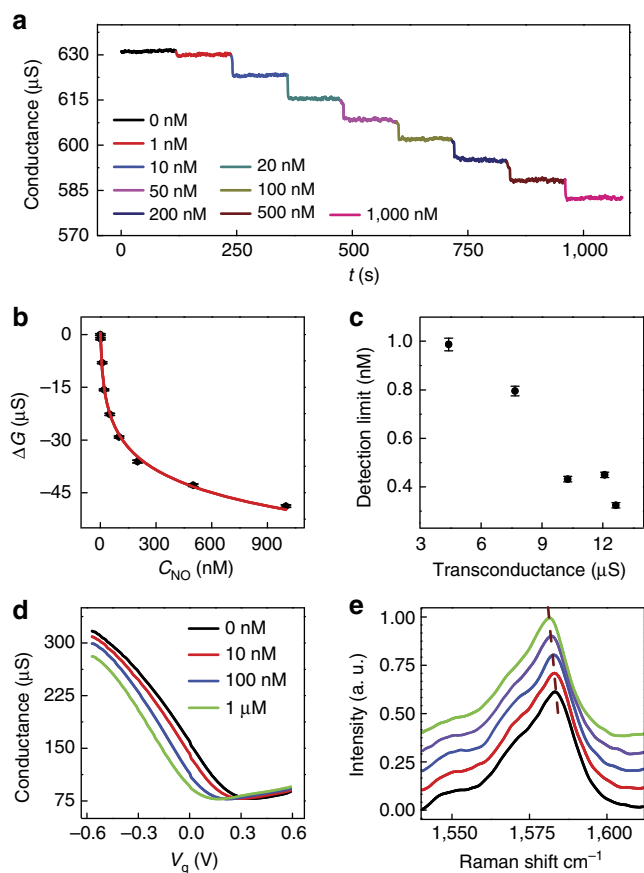 a
Conductance (μS)
630
615
600
585
570
0 nM
1 nM
10 nM
20 nM
50 nM
100 nM
200 nM
500 nM
1,000 nM
0
250
500
750
1,000
t (s)
b
ΔG (μS)
0
–15
–30
–45
0
300
600
900
C_NO (nM)
c
Detection limit (nM)
1.0
0.8
0.6
0.4
3
6
9
12
Transconductance (μS)
d
Conductance (μS)
300
225
150
75
0 nM
10 nM
100 nM
1 μM
–0.6
–0.3
0.0
0.3
0.6
V_g (V)
e
Intensity (a. u.)
1.00
0.75
0.50
0.25
0.00
1,550
1,575
1,600
Raman shift cm⁻¹